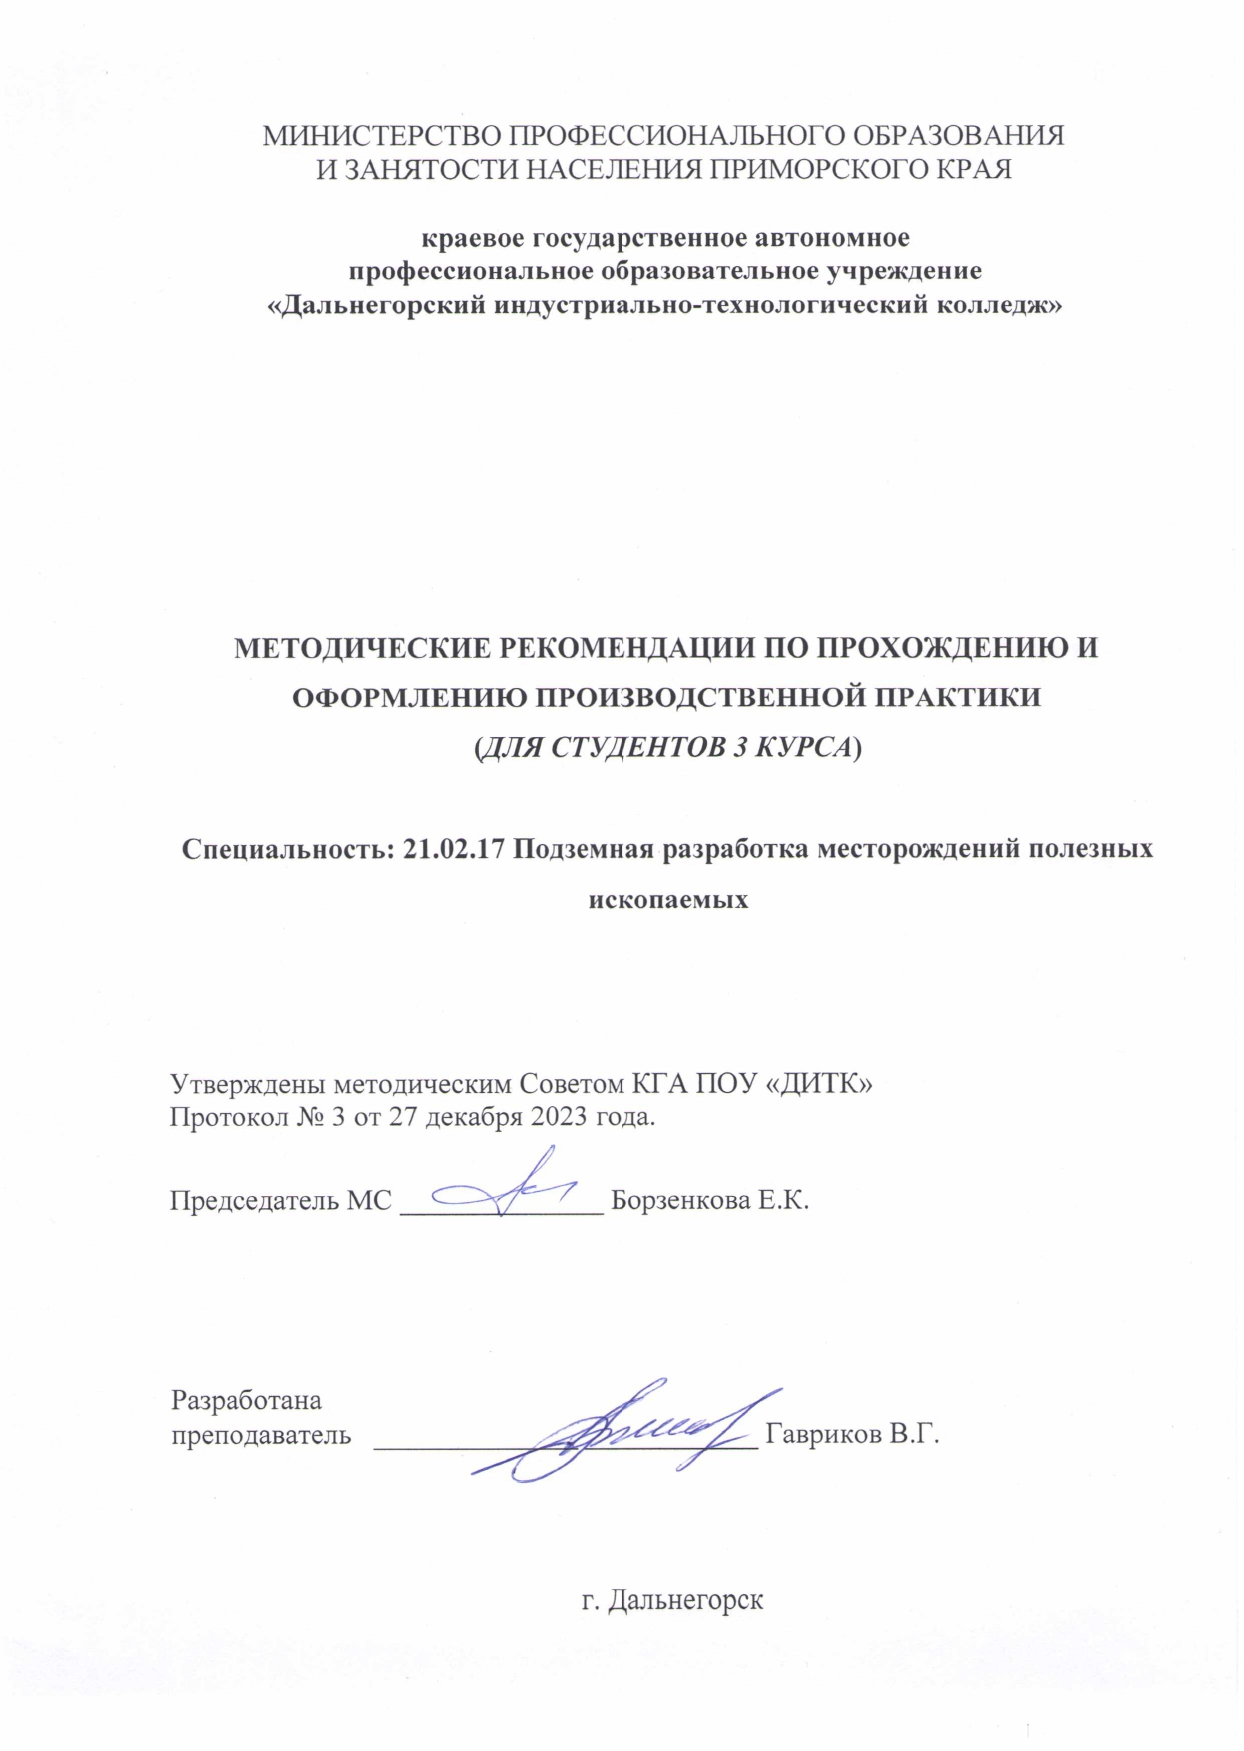 МИНИСТЕРСТВО ПРОФЕССИОНАЛЬНОГО ОБРАЗОВАНИЯ
И ЗАНЯТОСТИ НАСЕЛЕНИЯ ПРИМОРСКОГО КРАЯ
краевое государственное автономное
профессиональное образовательное учреждение
«Дальнегорский индустриально-технологический колледж»
МЕТОДИЧЕСКИЕ РЕКОМЕНДАЦИИ ПО ПРОХОЖДЕНИЮ И
ОФОРМЛЕНИЮ ПРОИЗВОДСТВЕННОЙ ПРАКТИКИ
(ДЛЯ СТУДЕНТОВ 3 КУРСА)
Специальность: 21.02.17 Подземная разработка месторождений полезных
ископаемых
Утверждены методическим Советом КГА ПОУ «ДИТК»
Протокол № 3 от 27 декабря 2023 года.
Председатель МС _______________ Борзенкова Е.К.
Разработана
преподаватель ____________________________ Гавриков В.Г.
г. Дальнегорск